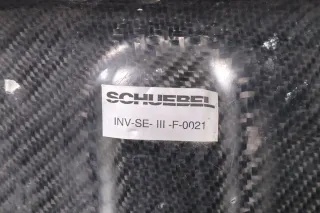 SCHUEBEL
INV-SE- III -F-0021